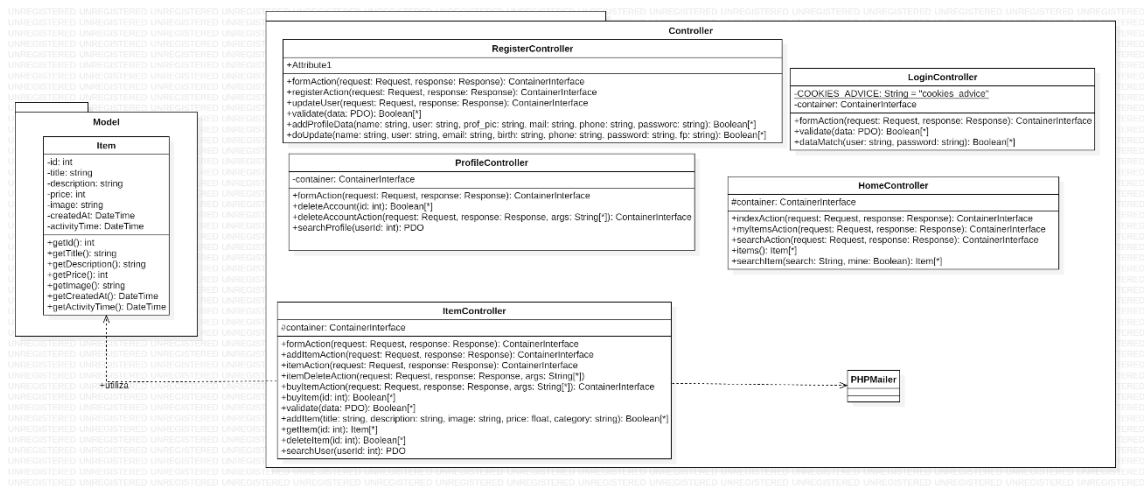 Controller
RegisterController
+Attribute1
+formAction(request: Request, response: Response): ContainerInterface
+registerAction(Request: Request, response: Response): ContainerInterface
+updateUser(request: Request, response: Response): ContainerInterface
+validate(data: PDO): Boolean[*]
+addProfileData(name: string, user: string, prof_pic: string, mail: string, phone: string, passworc: string): Boolean[*]
+doUpdate(name: string, user: string, email: string, birth: string, phone: string, password: string, fp: string): Boolean[*]
LoginController
-COOKIES_ADVICE: String = "cookies_advice"
-container: ContainerInterface
+formAction(request: Request, response: Response): ContainerInterface
+validate(data: PDO): Boolean[*]
+dataMatch(user: string, password: string): Boolean[*]
Model
Item
-id: int
-title: string
-description: string
-price: int
-image: string
-createdAt: DateTime
-activityTime: DateTime
+getId(): int
+getTitle(): string
+getDescription(): string
+getPrice(): int
+getImage(): string
+getCreatedAt(): DateTime
+getActivityTime(): DateTime
ProfileController
-container: ContainerInterface
+formAction(request: Request, response: Response): ContainerInterface
+deleteAccount(id: int): Boolean[*]
+deleteAccountAction(request: Request, response: Response, args: String[*]): ContainerInterface
+searchProfile(userId: int): PDO
HomeController
#container: ContainerInterface
+indexAction(request: Request, response: Response): ContainerInterface
+myItemsAction(request: Request, response: Response): ContainerInterface
+searchAction(request: Request, response: Response): ContainerInterface
+items(): Item[*]
+searchItem(search: String, mine: Boolean): Item[*]
ItemController
#container: ContainerInterface
+formAction(request: Request, response: Response): ContainerInterface
+addItemAction(request: Request, response: Response): ContainerInterface
+itemAction(request: Request, response: Response): ContainerInterface
+itemDeleteAction(request: Request, response: Response, args: String[*])
+buyItemAction(request: Request, response: Response, args: String[*]): ContainerInterface
+buyItem(id: int): Boolean[*]
+validate(data: PDO): Boolean[*]
+addItem(title: string, description: string, image: string, price: float, category: string): Boolean[*]
+getItem(id: int): Item[*]
+deleteItem(id: int): Boolean[*]
+searchUser(userId: int): PDO
+utiliza
PHPMailer
UNREGISTERED